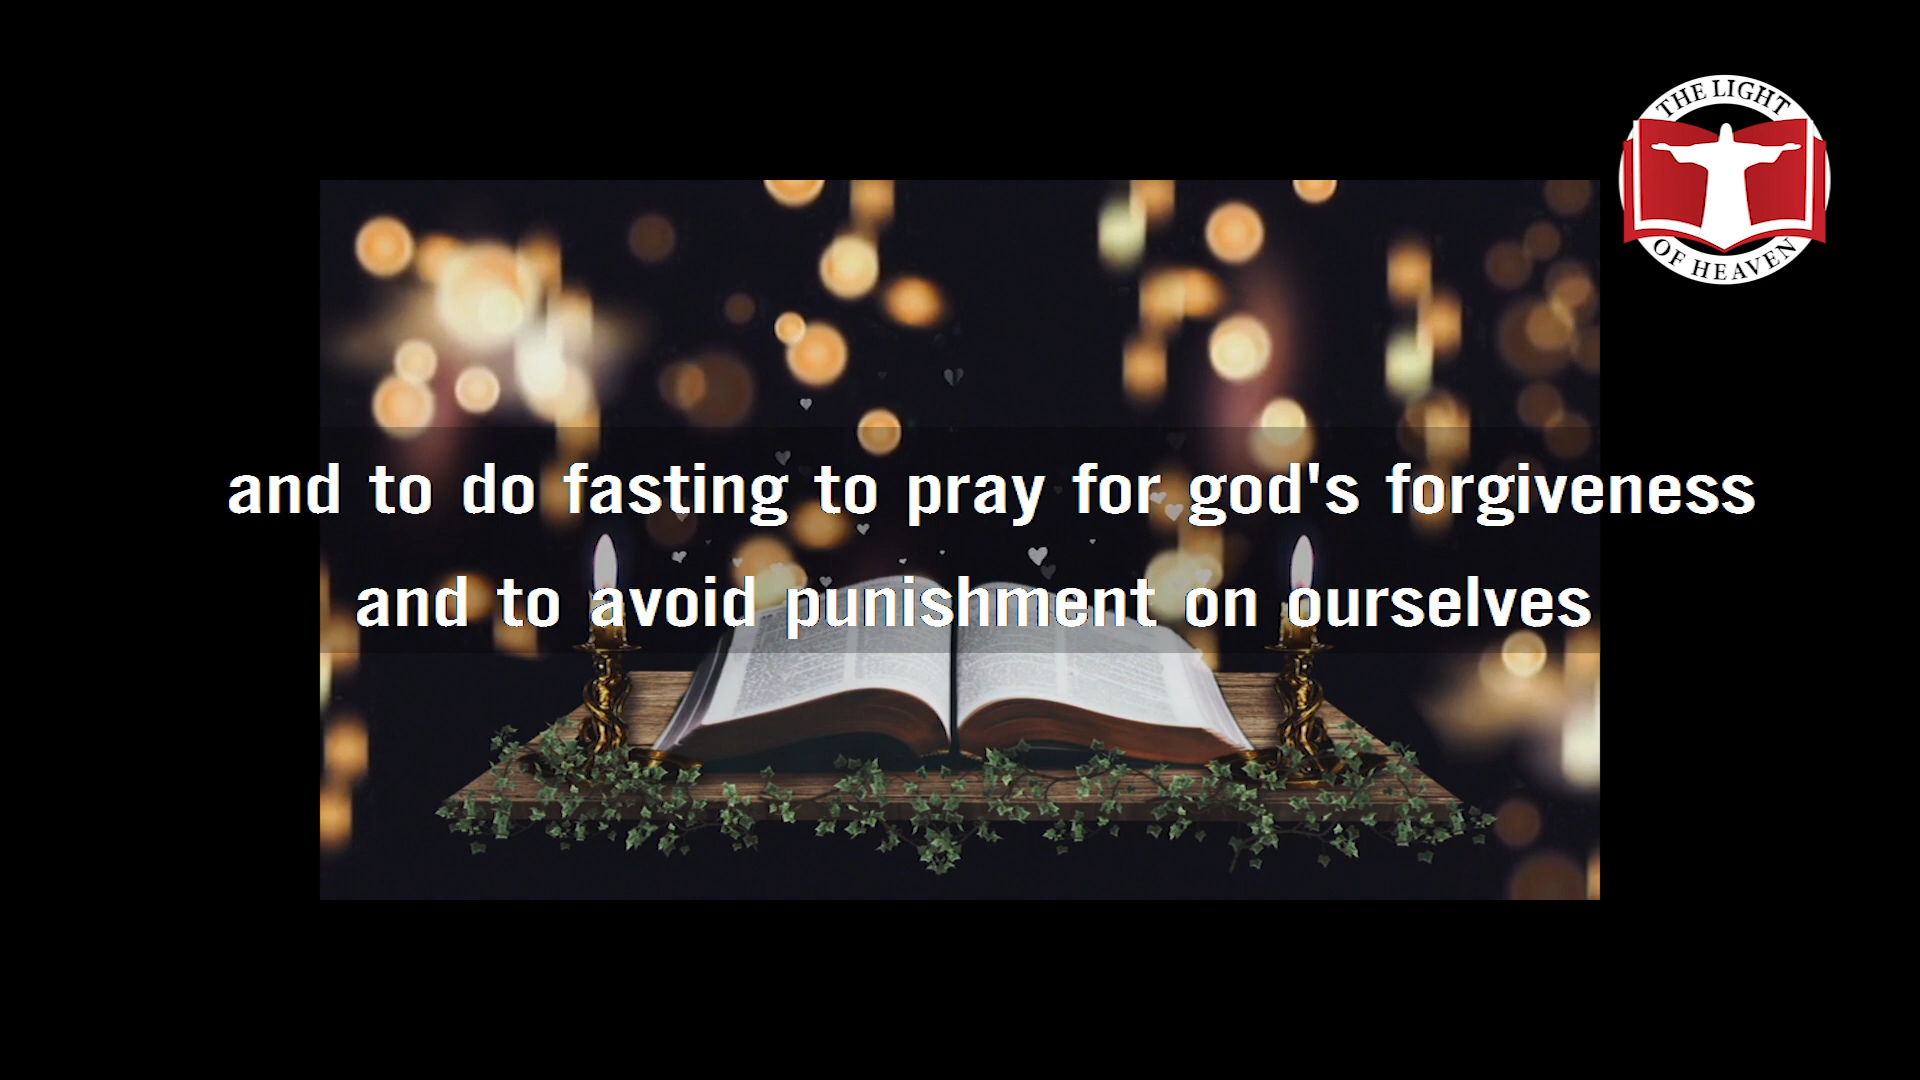 THE LIGHT
OF HEAVEN
and to do fasting to pray for god's forgiveness
and to avoid punishment on ourselves